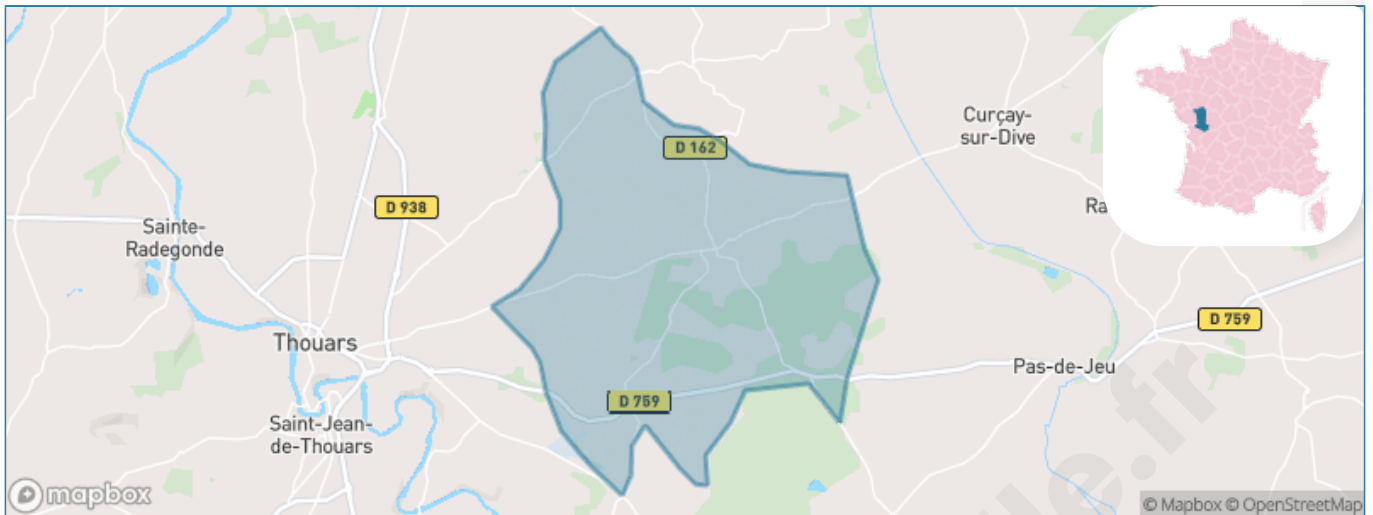 D 162
Curçay-
sur-Dive
D 938
Ra
Sainte-
Radegonde
D 759
Thouars
Pas-de-Jeu
D 759
Saint-Jean-
de-Thouars
mapbox
© Mapbox © OpenStreetMap